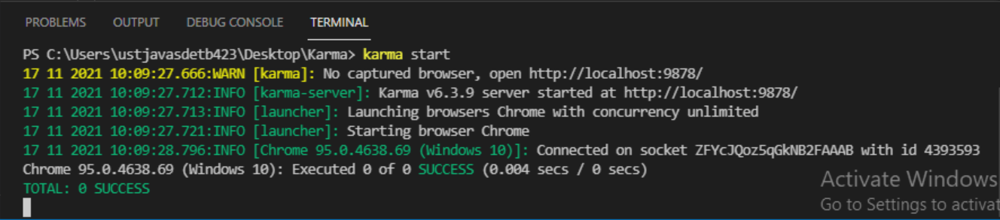 PROBLEMS OUTPUT DEBUG CONSOLE TERMINAL
PS C:\Users\ustjavasdetb423\Desktop\Karma> karma start
17 11 2021 10:09:27.666:WARN [karma]: No captured browser, open http://localhost:9878/
17 11 2021 10:09:27.712:INFO [karma-server]: Karma v6.3.9 server started at http://localhost:9878/
17 11 2021 10:09:27.713:INFO [launcher]: Launching browsers Chrome with concurrency unlimited
17 11 2021 10:09:27.721:INFO [launcher]: Starting browser Chrome
17 11 2021 10:09:28.796:INFO [Chrome 95.0.4638.69 (Windows 10)]: Connected on socket ZFYcJQoz5qGkNB2FAAAB with id 4393593
Chrome 95.0.4638.69 (Windows 10): Executed 0 of 0 SUCCESS (0.004 secs / 0 secs)
TOTAL: 0 SUCCESS
Activate Windows
Go to Settings to activat